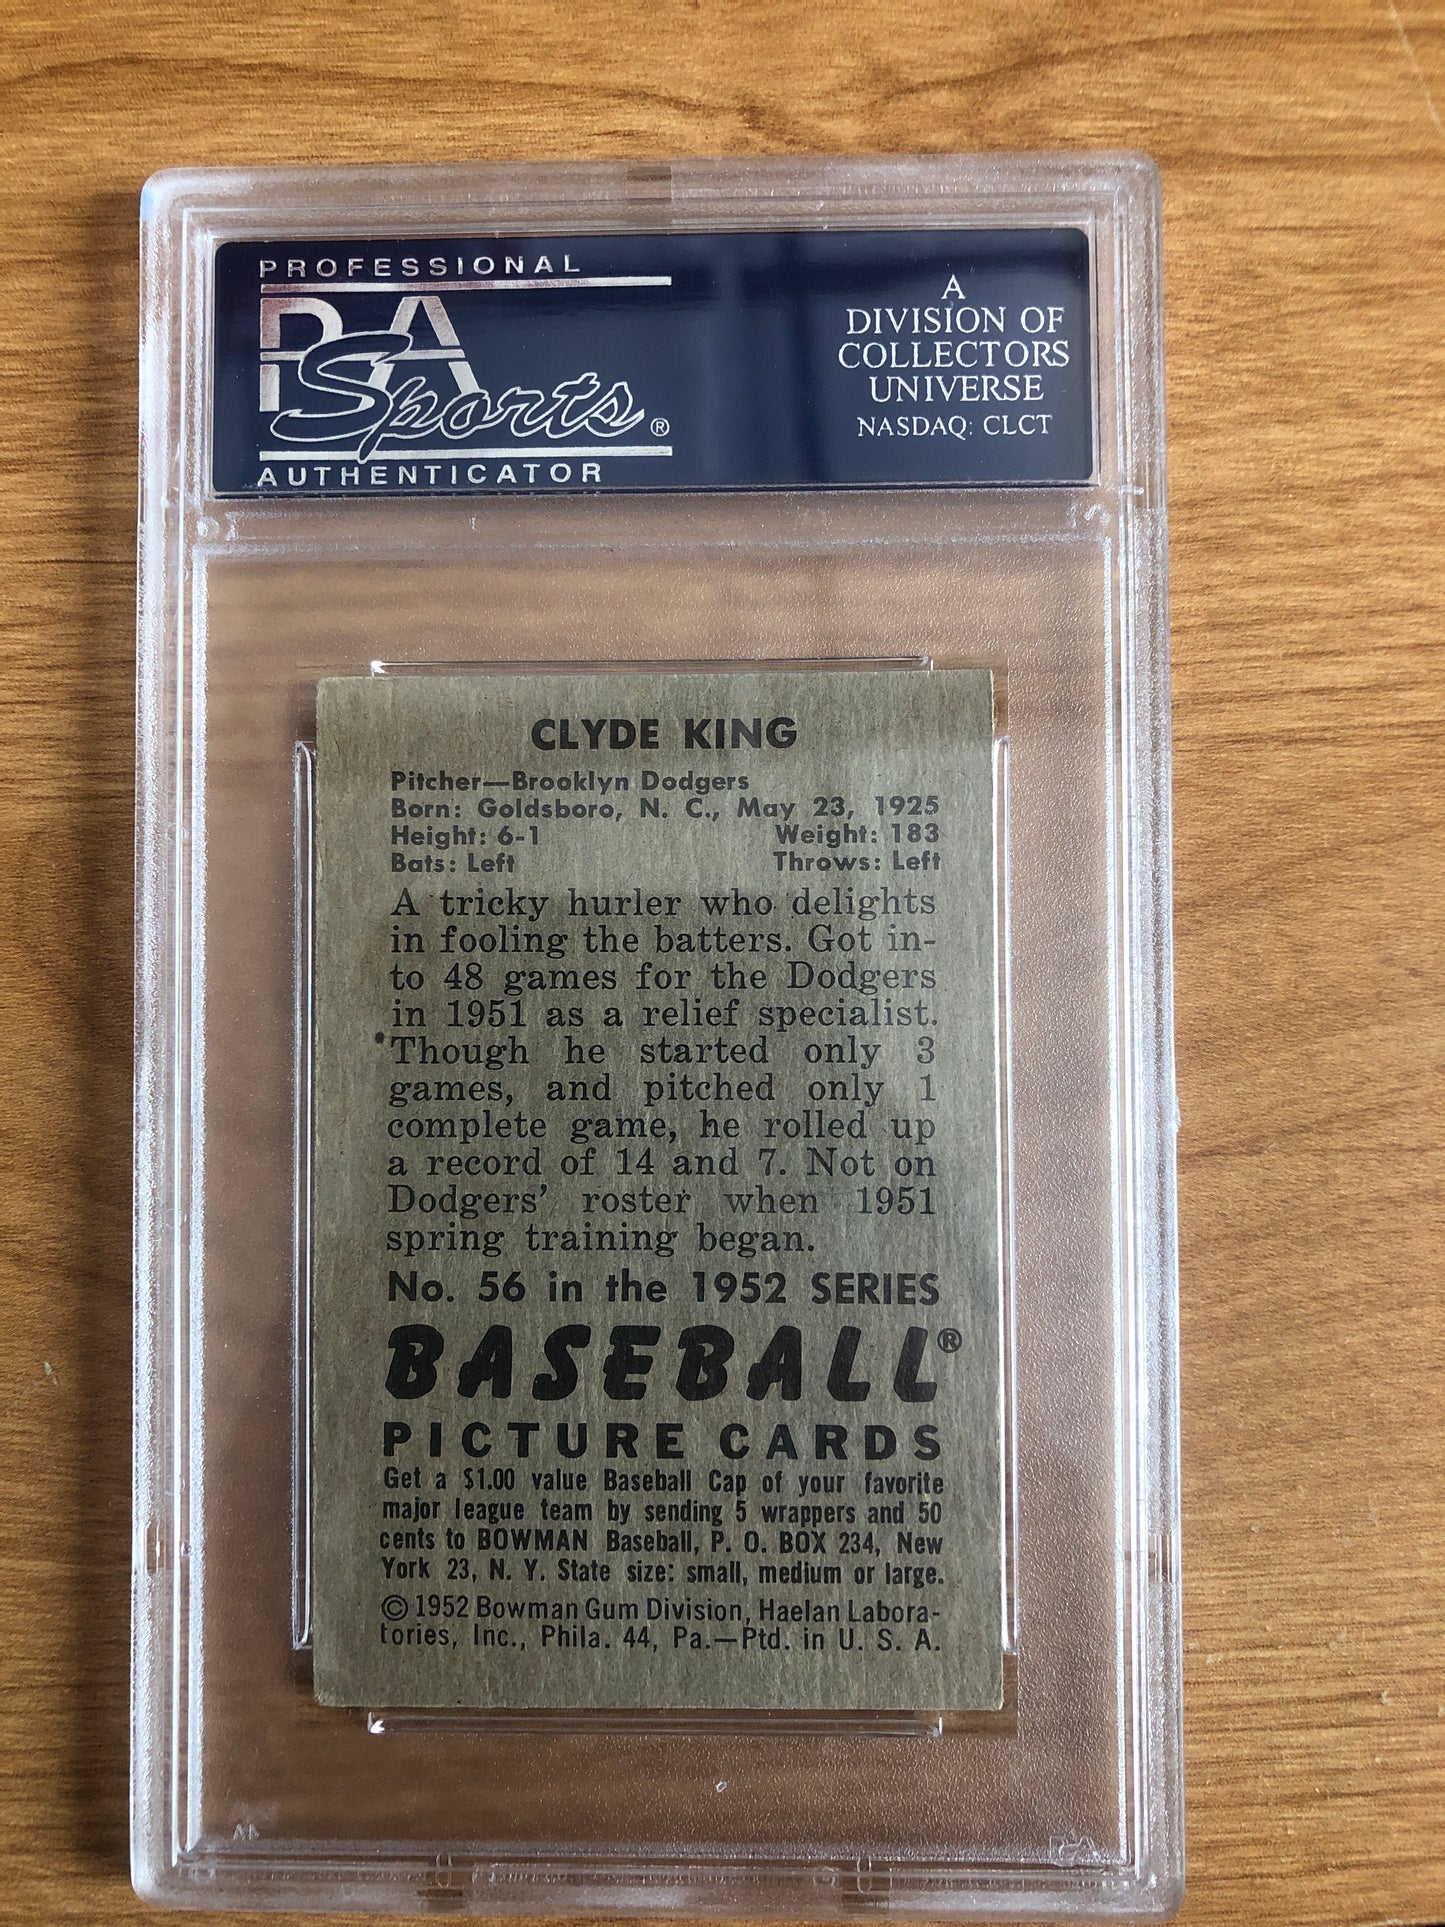 PROFESSIONAL
PSA
Sports®
AUTHENTICATOR
A
DIVISION OF
COLLECTORS
UNIVERSE
NASDAQ: CLCT
CLYDE KING
Pitcher—Brooklyn Dodgers
Born: Goldsboro, N. C., May 23, 1925
Height: 6-1 Weight: 183
Bats: Left Throws: Left
A tricky hurler who delights
in fooling the batters. Got in-
to 48 games for the Dodgers
in 1951 as a relief specialist.
Though he started only 3
games, and pitched only 1
complete game, he rolled up
a record of 14 and 7. Not on
Dodgers' roster when 1951
spring training began.
No. 56 in the 1952 SERIES
BASEBALL®
PICTURE CARDS
Get a $1.00 value Baseball Cap of your favorite
major league team by sending 5 wrappers and 50
cents to BOWMAN Baseball, P. O. BOX 234, New
York 23, N. Y. State size: small, medium or large.
© 1952 Bowman Gum Division, Haelan Labora-
tories, Inc., Phila. 44, Pa.—Ptd. in U. S. A.
PSA